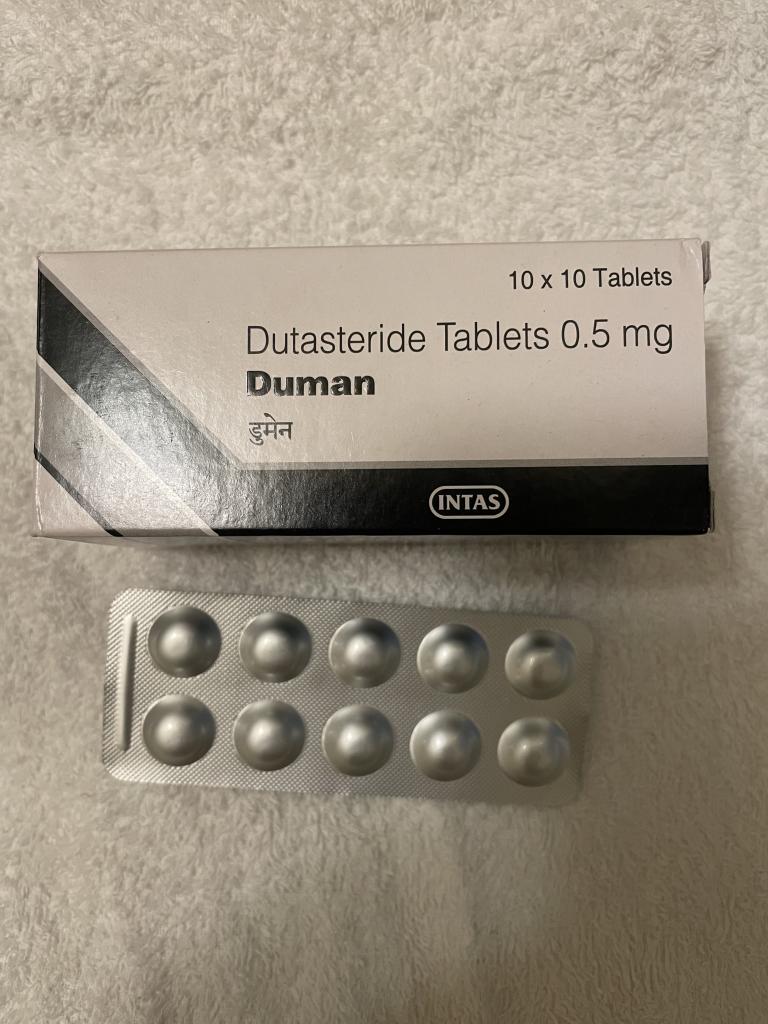 10 x 10 Tablets
Dutasteride Tablets 0.5 mg
Duman
डुमेन
INTAS